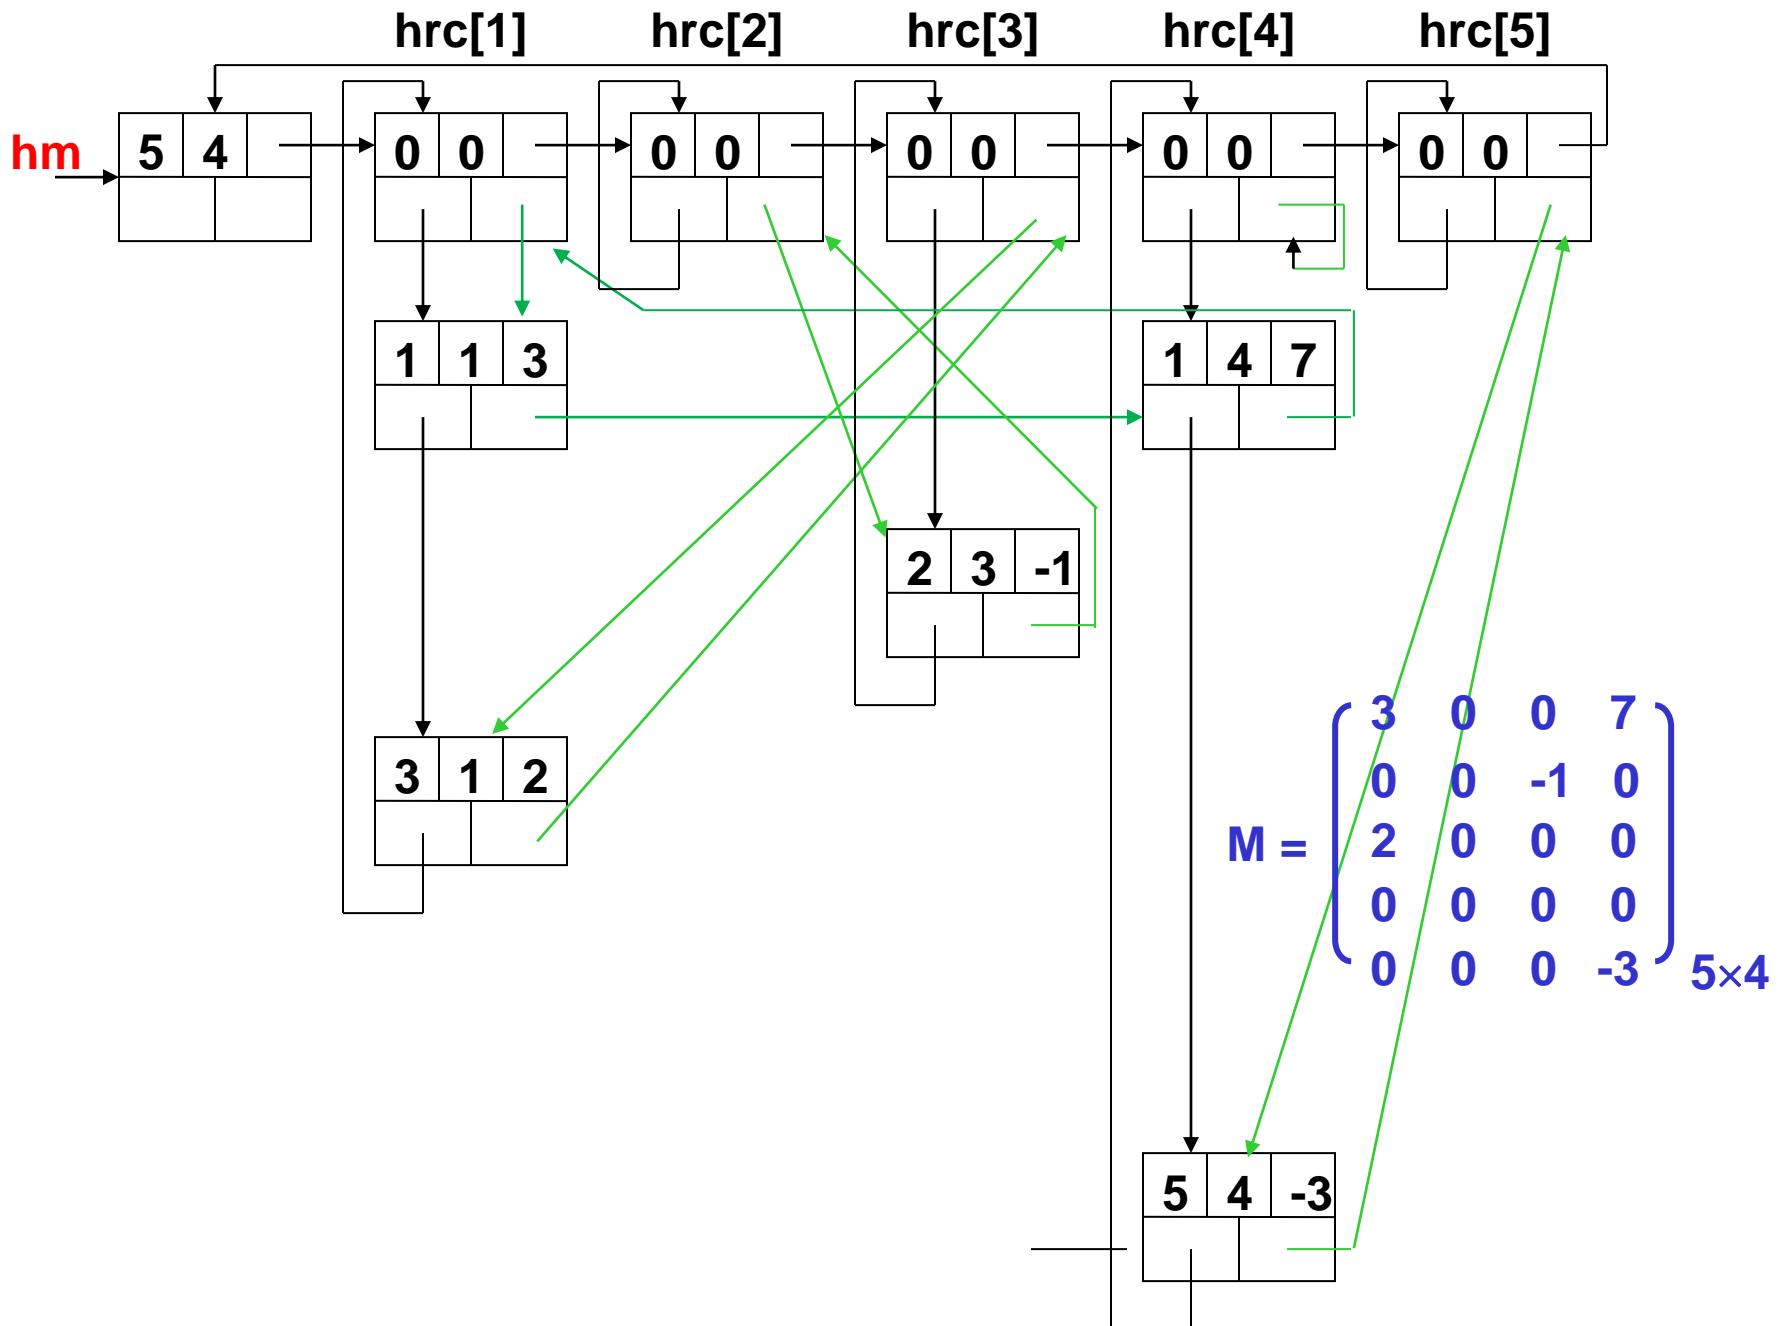 hrc[1] hrc[2] hrc[3] hrc[4] hrc[5]
hm 5 4 0 0 0 0 0 0 0 0 0 0
1 1 3 1 4 7
2 3 -1
3 1 2
3 0 0 7
0 0 -1 0
M = 2 0 0 0
0 0 0 0
0 0 0 -3 5×4
5 4 -3